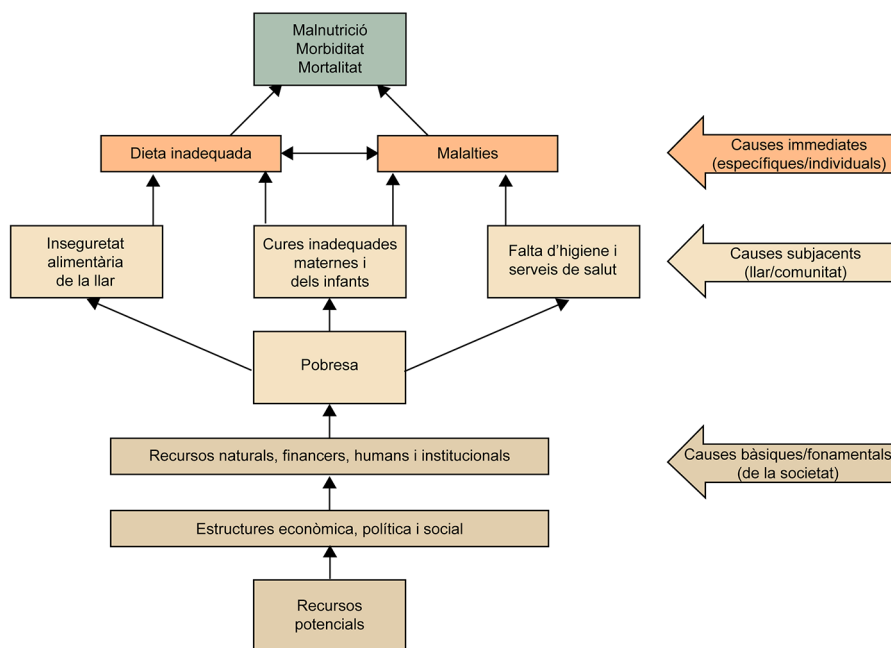 Malnutrició
Morbiditat
Mortalitat
Dieta inadequada
Malalties
Causes immediates
(específiques/individuals)
Inseguretat
alimentària
de la llar
Cures inadequades
maternes i
dels infants
Falta d’higiene i
serveis de salut
Causes subjacents
(llar/comunitat)
Pobresa
Recursos naturals, financers, humans i institucionals
Causes bàsiques/fonamentals
(de la societat)
Estructures econòmica, política i social
Recursos
potencials